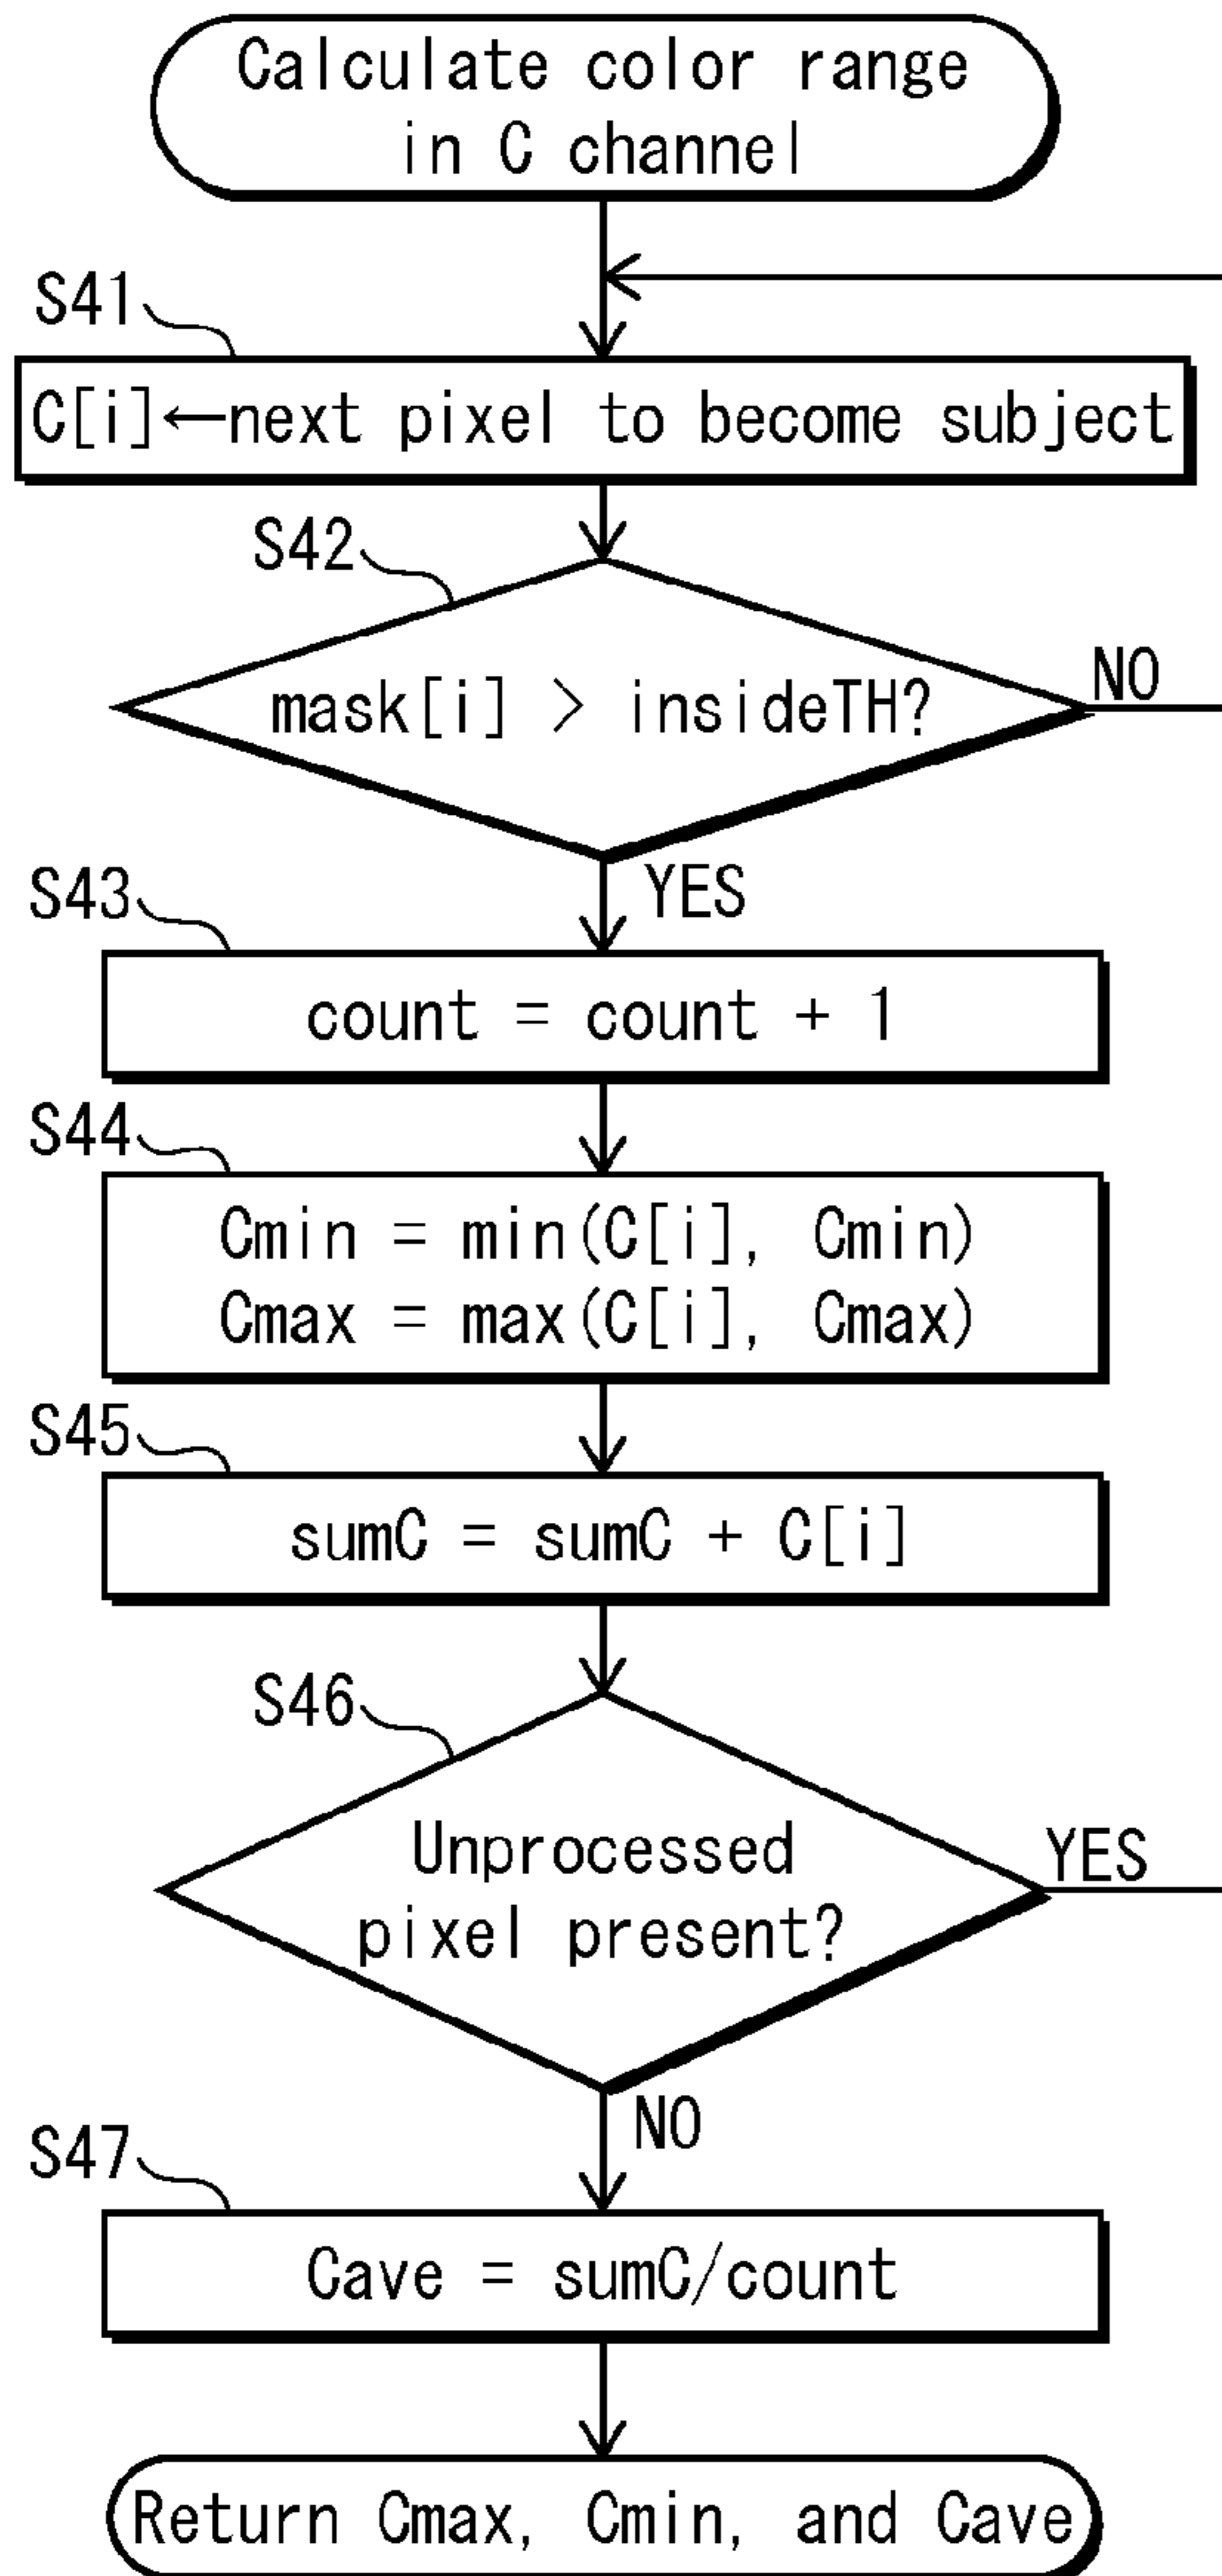 Calculate color range
in C channel
S41
C[i]←next pixel to become subject
S42
mask[i] > insideTH?
NO
YES
S43
count = count + 1
S44
Cmin = min(C[i], Cmin)
Cmax = max(C[i], Cmax)
S45
sumC = sumC + C[i]
S46
Unprocessed
pixel present?
YES
NO
S47
Cave = sumC/count
Return Cmax, Cmin, and Cave